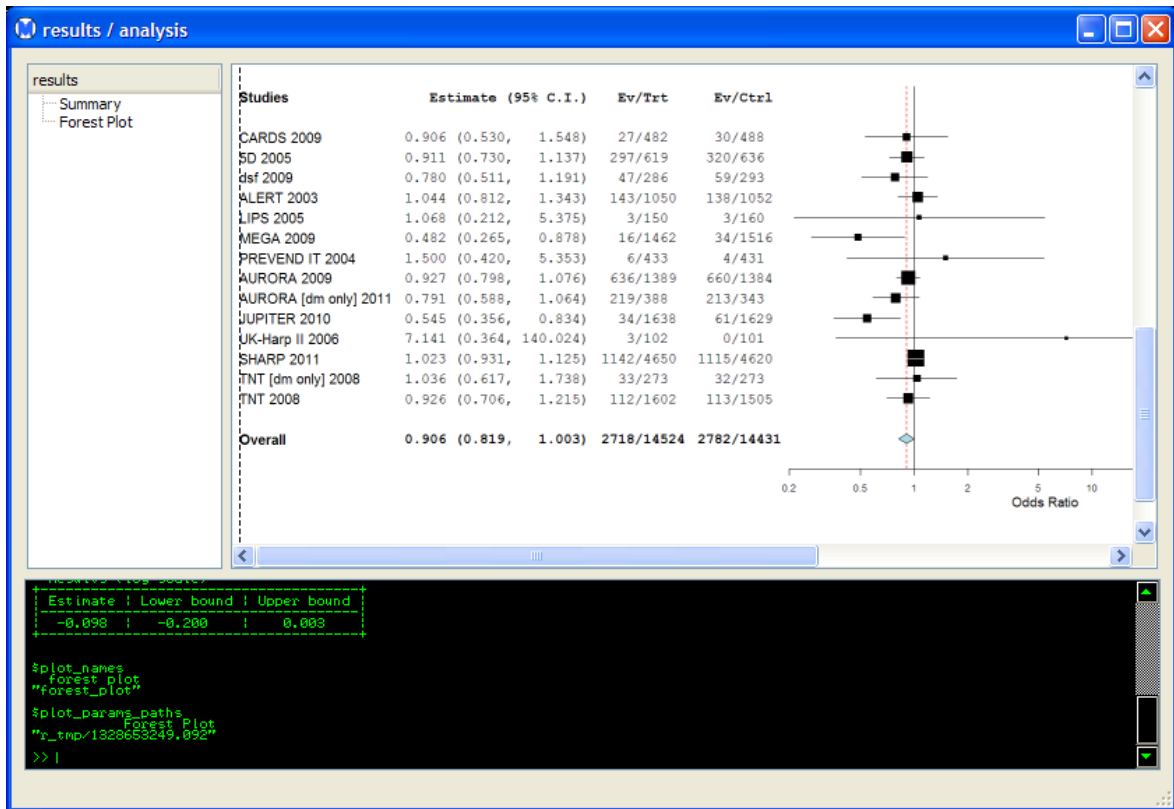 results / analysis
results
Summary
Forest Plot
Studies Estimate (95% C.I.) Ev/Trt Ev/Ctrl
CARDS 2009 0.906 (0.530, 1.548) 27/482 30/488
5D 2005 0.911 (0.730, 1.137) 297/619 320/636
dsf 2009 0.780 (0.511, 1.191) 47/286 59/293
ALERT 2003 1.044 (0.812, 1.343) 143/1050 138/1052
LIPS 2005 1.068 (0.212, 5.375) 3/150 3/160
MEGA 2009 0.482 (0.265, 0.878) 16/1462 34/1516
PREVEND IT 2004 1.500 (0.420, 5.353) 6/433 4/431
AURORA 2009 0.927 (0.798, 1.076) 636/1389 660/1384
AURORA [dm only] 2011 0.791 (0.588, 1.064) 219/388 213/343
JUPITER 2010 0.545 (0.356, 0.834) 34/1638 61/1629
UK-Harp II 2006 7.141 (0.364, 140.024) 3/102 0/101
SHARP 2011 1.023 (0.931, 1.125) 1142/4650 1115/4620
TNT [dm only] 2008 1.036 (0.617, 1.738) 33/273 32/273
TNT 2008 0.926 (0.706, 1.215) 112/1602 113/1505
Overall 0.906 (0.819, 1.003) 2718/14524 2782/14431
0.2 0.5 1 2 5 10
Odds Ratio
Results (log scale)
Estimate | Lower bound | Upper bound
-0.098 | -0.200 | 0.003
$plot_names
forest plot
"forest_plot"
$plot_params_paths
Forest Plot
"r_tmp/1328653249.092"
>>